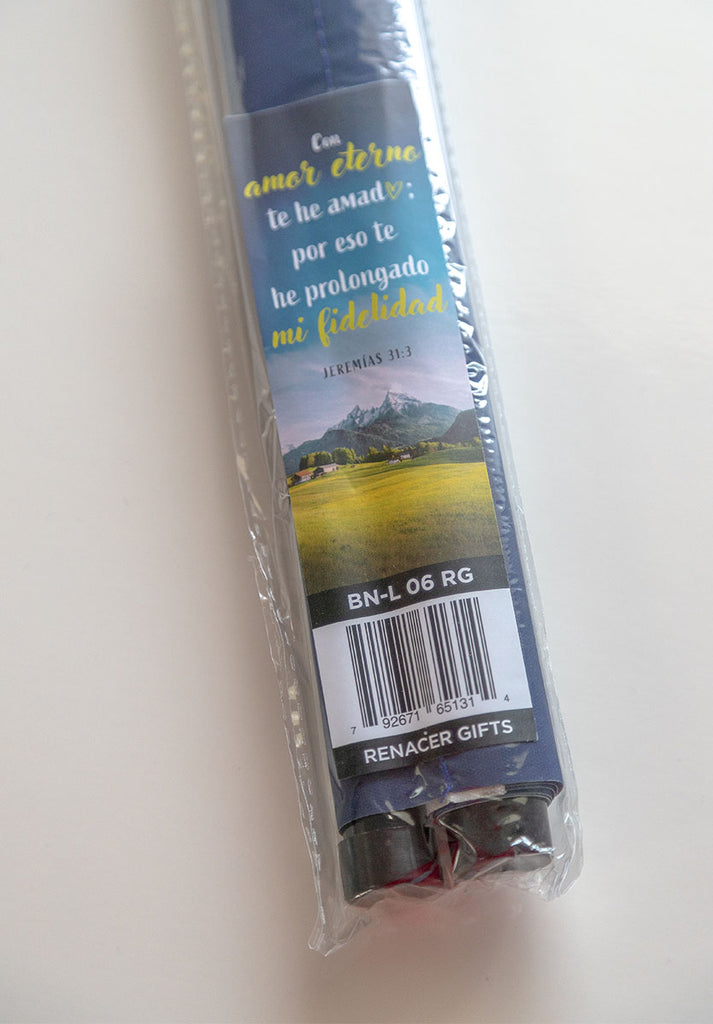 Con
amor eterno
te he amado:
por eso te
he prolongado
mi fidelidad
JEREMÍAS 31:3
BN-L 06 RG
7 92671 65131 4
RENACER GIFTS